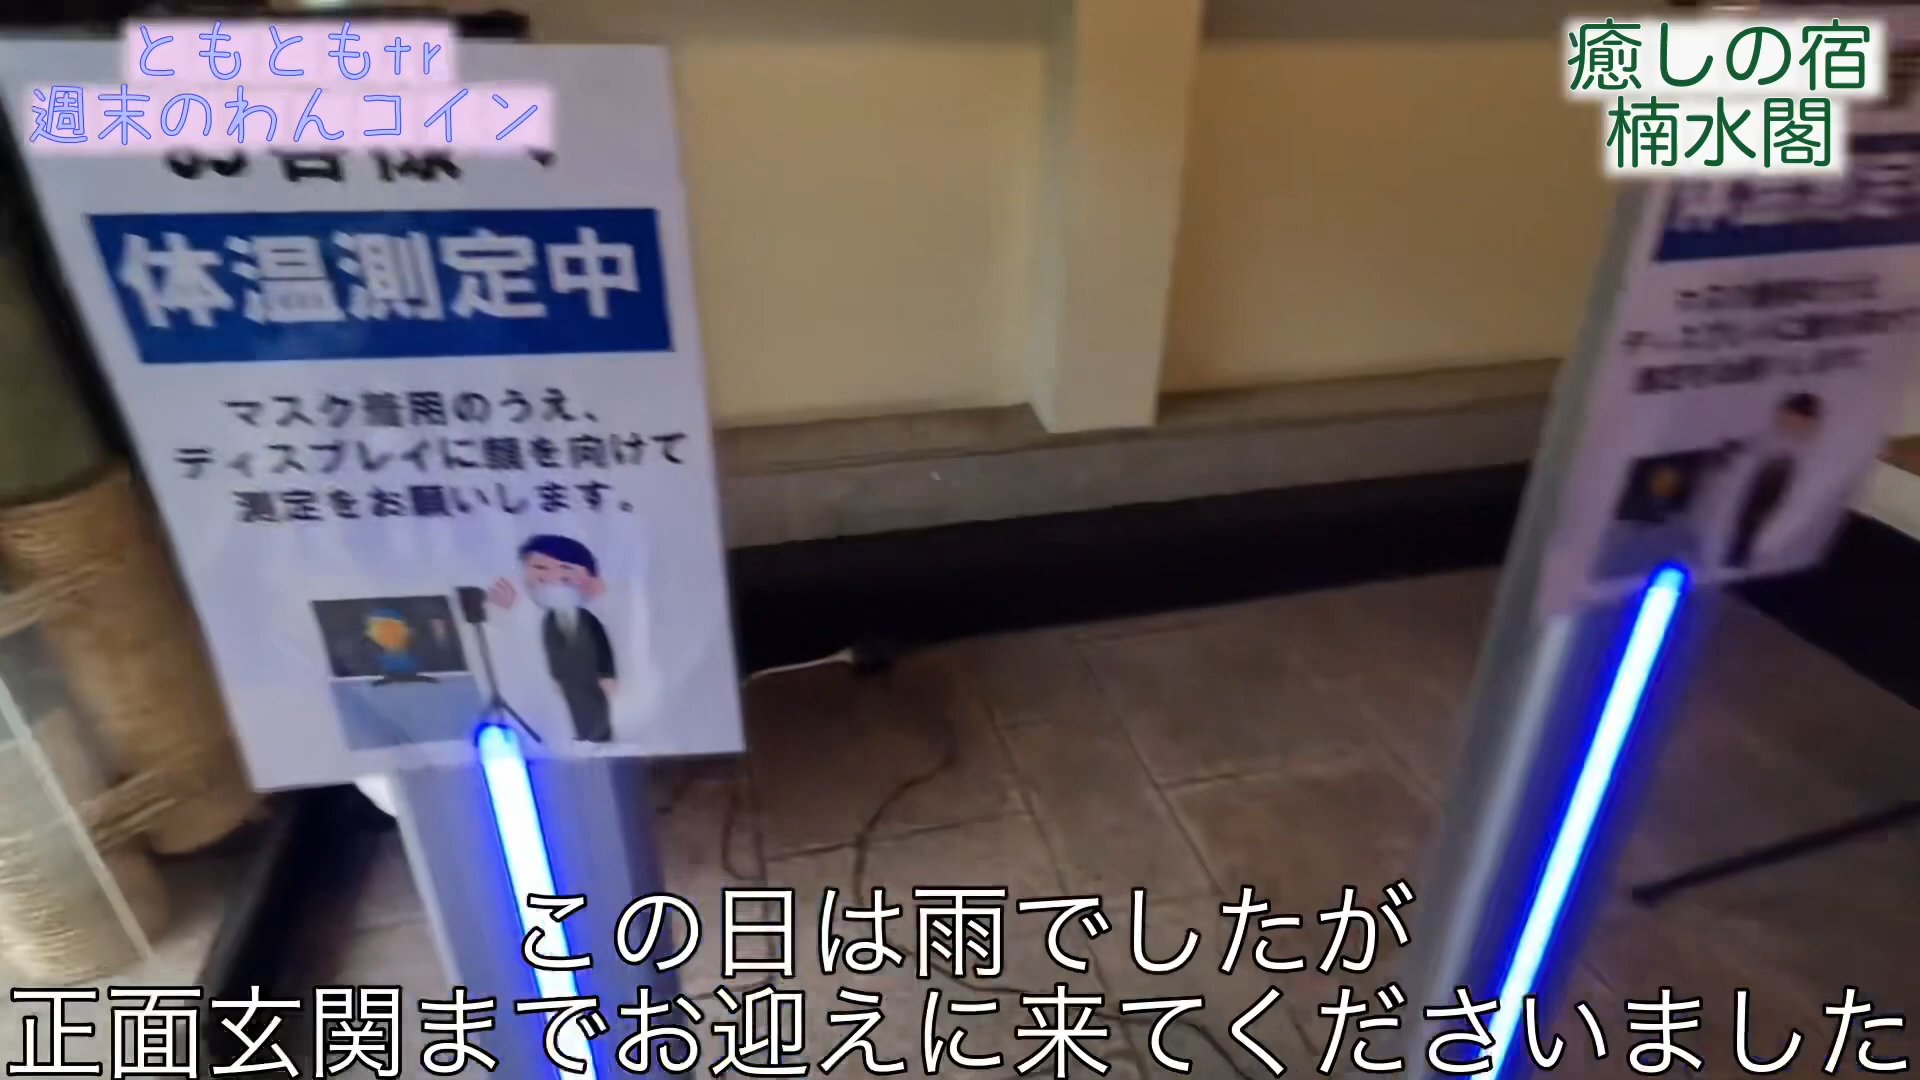 ともともtr
週末のわんコイン
癒しの宿
楠水閣
体温測定中
マスク着用のうえ、
ディスプレイに顔を向けて
測定をお願いします。
この日は雨でしたが
正面玄関までお迎えに来てくださいました